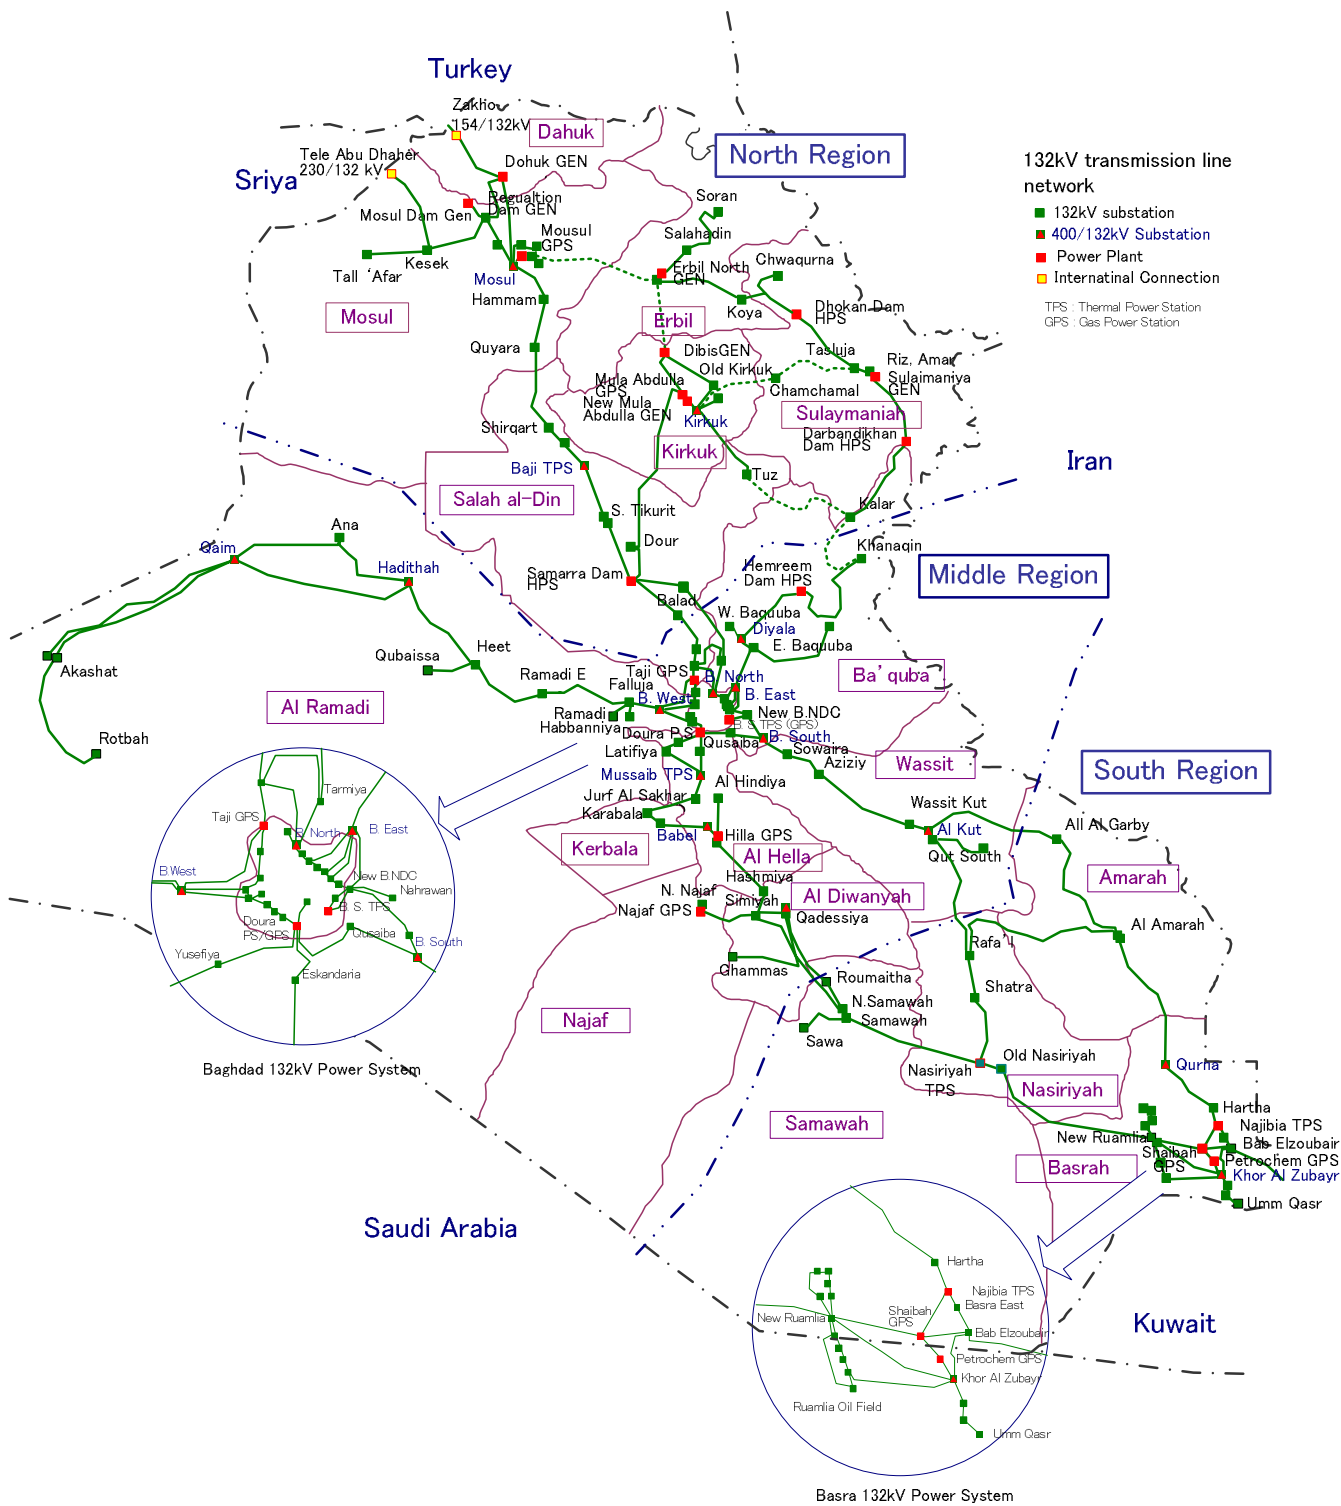 Turkey
Zakho
154/132kV
Dahuk
North Region
132kV transmission line
network
132kV substation
400/132kV Substation
Power Plant
Internatinal Connection
TPS : Thermal Power Station
GPS : Gas Power Station
Tele Abu Dhaher
230/132 kV
Sriya
Dohuk GEN
Regualtion
Dam GEN
Mosul Dam Gen
Mousul
GPS
Soran
Salahadin
Chwaqurna
Erbil North
GEN
Tall ‘Afar
Kesek
Mosul
Hammam
Koya
Dhokan Dam
HPS
Mosul
Erbil
Quyara
DibisGEN
Tasluja
Riz, Amar
Sulaimaniya
GEN
Old Kirkuk
Chamchamal
Mula Abdulla
GPS
New Mula
Abdulla GEN
Kirkuk
Sulaymaniah
Darbandikhan
Dam HPS
Shirqart
Kirkuk
Baji TPS
Tuz
Iran
Salah al-Din
S. Tikurit
Kalar
Ana
Qaim
Dour
Khanaqin
Hadithah
Samarra Dam
HPS
Hemreem
Dam HPS
Middle Region
Balad
W. Baquuba
Diyala
E. Baquuba
Heet
Qubaissa
Akashat
Ramadi E
Taji GPS
B. North
Ba’quba
Falluja
B. West
B. East
Al Ramadi
Ramadi
Habbanniya
New B.NDC
B. S. TPS (GPS)
Doura P.S
Qusaiba
B. South
Rotbah
Latifiya
Sowaira
Aziziy
Wassit
South Region
Mussaib TPS
Al Hindiya
Jurf Al Sakhar
Karabala
Wassit Kut
All Al Garby
Al Kut
Babel
Hilla GPS
Kerbala
Al Hella
Qut South
Amarah
Hashmiya
N. Najaf
Simiyah
Al Diwanyah
Najaf GPS
Qadessiya
Al Amarah
Rafa’I
Ghammas
Roumaitha
Shatra
N.Samawah
Samawah
Najaf
Sawa
Old Nasiriyah
Nasiriyah
TPS
Nasiriyah
Qurna
Samawah
Hartha
Najibia TPS
New Ruamlia
Bab Elzoubair
Shaibah
GPS
Petrochem GPS
Basrah
Khor Al Zubayr
Umm Qasr
Saudi Arabia
Kuwait
Tarmiya
Taji GPS
B. North
B. East
B.West
New B.NDC
Nahrawan
B. S. TPS
Doura
PS/GPS
Qusaiba
B. South
Yusefiya
Eskandaria
Baghdad 132kV Power System
Hartha
Najibia TPS
Basra East
Shaibah
GPS
New Ruamlia
Bab Elzoubair
Petrochem GPS
Khor Al Zubayr
Ruamlia Oil Field
Umm Qasr
Basra 132kV Power System